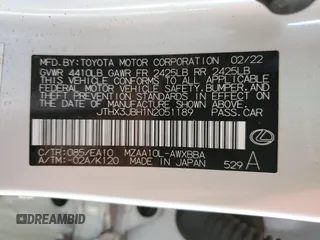 MFD.BY:TOYOTA MOTOR CORPORATION 02/22
GVWR 4410LB GAWR FR 2425LB RR 2425LB
THIS VEHICLE CONFORMS TO ALL APPLICABLE
FEDERAL MOTOR VEHICLE SAFETY, BUMPER, AND
THEFT PREVENTION STANDARDS IN EFFECT ON
THE DATE OF MANUFACTURE SHOWN ABOVE.
JTHX3JBH1N2051189 PASS.CAR
C/TR:085/EA10 MZAA10L-AWXBBA
A/TM:-02A/K120 MADE IN JAPAN 529 A
DREAMBID